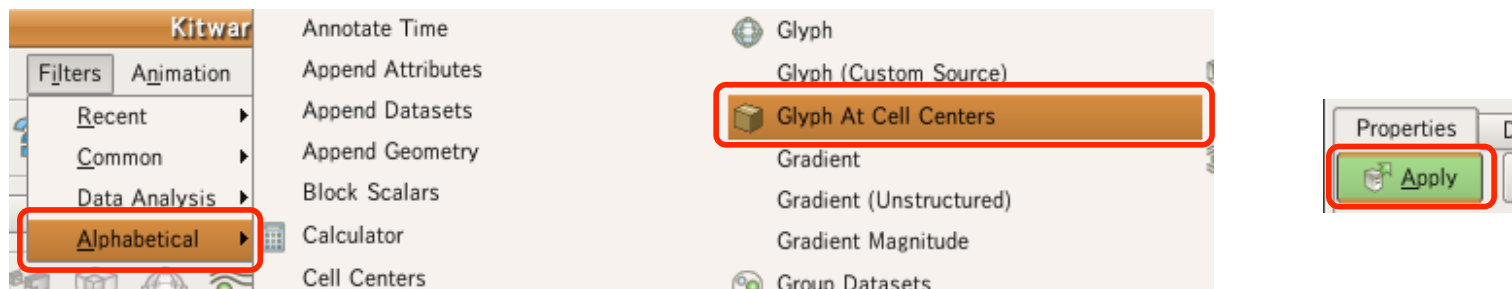 Kitwar
Filters Animation
Recent
Common
Data Analysis
Alphabetical
Annotate Time
Append Attributes
Append Datasets
Append Geometry
Block Scalars
Calculator
Cell Centers
Glyph
Glyph (Custom Source)
Glyph At Cell Centers
Gradient
Gradient (Unstructured)
Gradient Magnitude
Group Datasets
Properties
Apply